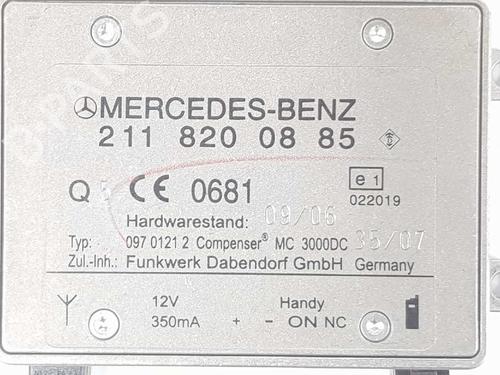 MERCEDES-BENZ
211 820 08 85
Q CE 0681 e1
022019
Hardwarestand: 09/06
Typ: 097 0121 2 Compenser® MC 3000DC 35/07
Zul.-Inh.: Funkwerk Dabendorf GmbH Germany
12V Handy
350mA + - ON NC